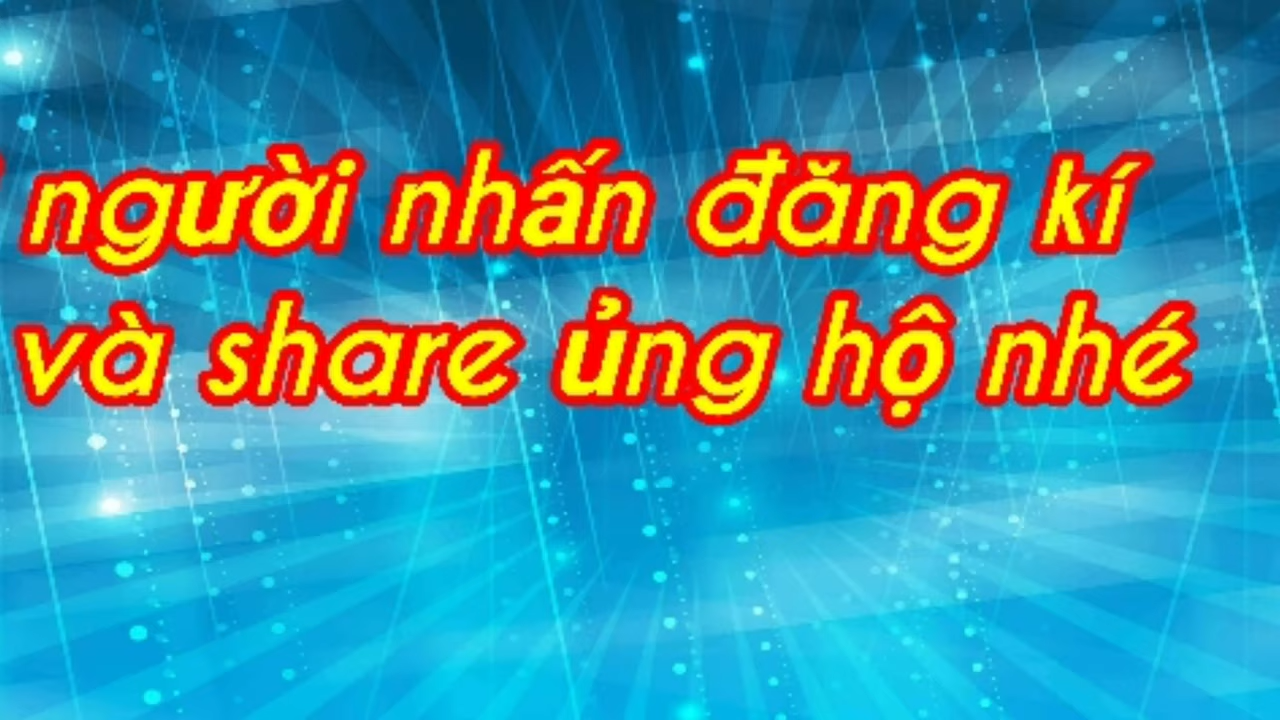 người nhấn đăng kí
và share ủng hộ nhé